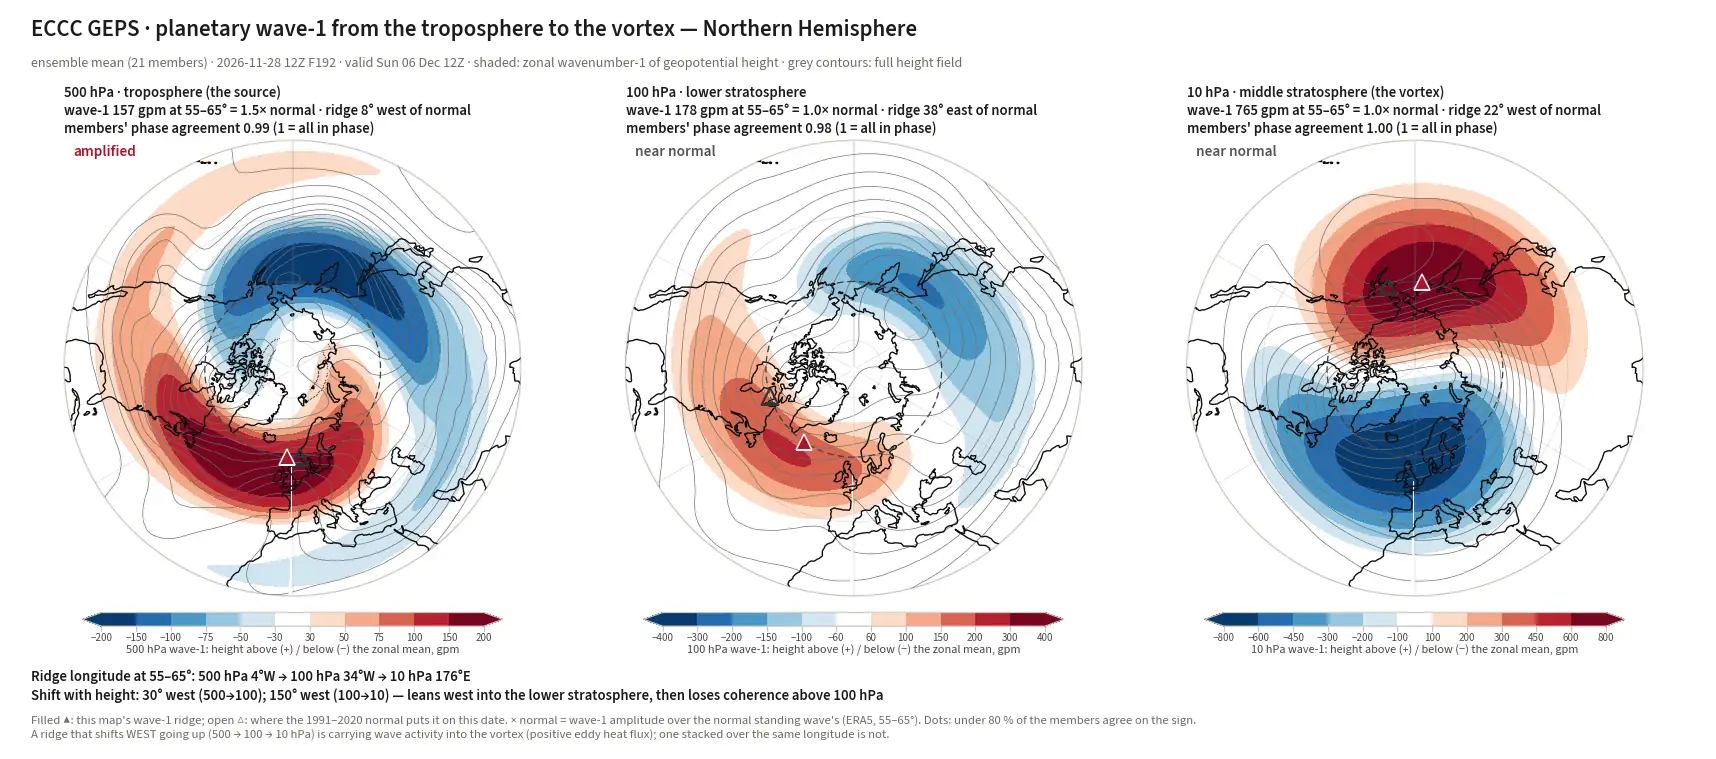 ECCC GEPS · planetary wave-1 from the troposphere to the vortex — Northern Hemisphere
ensemble mean (21 members) · 2026-11-28 12Z F192 · valid Sun 06 Dec 12Z · shaded: zonal wavenumber-1 of geopotential height · grey contours: full height field
500 hPa · troposphere (the source)
wave-1 157 gpm at 55–65° = 1.5× normal · ridge 8° west of normal
members' phase agreement 0.99 (1 = all in phase)
amplified
100 hPa · lower stratosphere
wave-1 178 gpm at 55–65° = 1.0× normal · ridge 38° east of normal
members' phase agreement 0.98 (1 = all in phase)
near normal
10 hPa · middle stratosphere (the vortex)
wave-1 765 gpm at 55–65° = 1.0× normal · ridge 22° west of normal
members' phase agreement 1.00 (1 = all in phase)
near normal
−200 −150 −100 −75 −50 −30 30 50 75 100 150 200
500 hPa wave-1: height above (+) / below (−) the zonal mean, gpm
−400 −300 −200 −150 −100 −60 60 100 150 200 300 400
100 hPa wave-1: height above (+) / below (−) the zonal mean, gpm
−800 −600 −450 −300 −200 −100 100 200 300 450 600 800
10 hPa wave-1: height above (+) / below (−) the zonal mean, gpm
Ridge longitude at 55–65°: 500 hPa 4°W → 100 hPa 34°W → 10 hPa 176°E
Shift with height: 30° west (500→100); 150° west (100→10) — leans west into the lower stratosphere, then loses coherence above 100 hPa
Filled ▲: this map's wave-1 ridge; open △: where the 1991–2020 normal puts it on this date. × normal = wave-1 amplitude over the normal standing wave's (ERA5, 55–65°). Dots: under 80 % of the members agree on the sign.
A ridge that shifts WEST going up (500 → 100 → 10 hPa) is carrying wave activity into the vortex (positive eddy heat flux); one stacked over the same longitude is not.